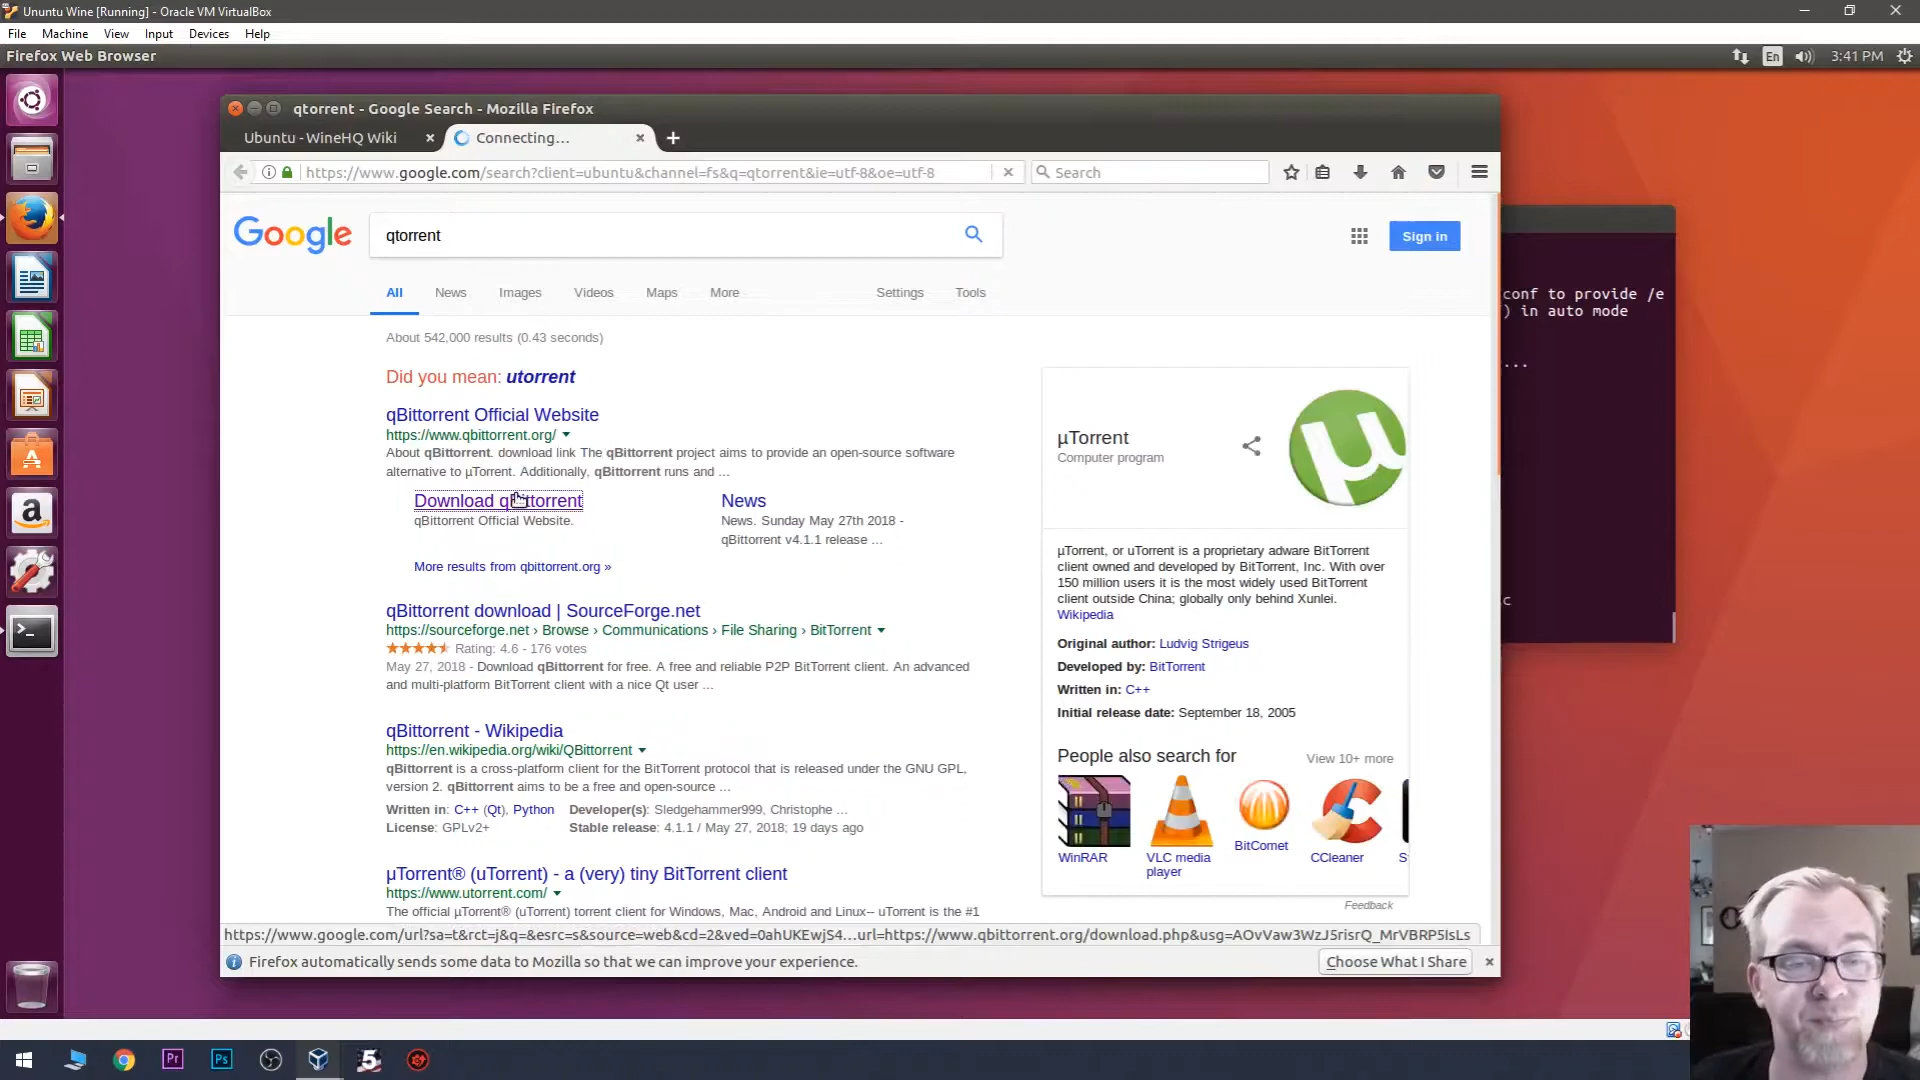 Ununtu Wine [Running] - Oracle VM VirtualBox
File Machine View Input Devices Help
Firefox Web Browser
En
3:41 PM
qtorrent - Google Search - Mozilla Firefox
Ubuntu - WineHQ Wiki
Connecting...
https://www.google.com/search?client=ubuntu&channel=fs&q=qtorrent&ie=utf-8&oe=utf-8
Search
Google
qtorrent
Sign in
All News Images Videos Maps More Settings Tools
About 542,000 results (0.43 seconds)
Did you mean: utorrent
qBittorrent Official Website
https://www.qbittorrent.org/
About qBittorrent. download link The qBittorrent project aims to provide an open-source software
alternative to µTorrent. Additionally, qBittorrent runs and ...
Download qBittorrent
qBittorrent Official Website.
News
News. Sunday May 27th 2018 -
qBittorrent v4.1.1 release ...
More results from qbittorrent.org »
qBittorrent download | SourceForge.net
https://sourceforge.net › Browse › Communications › File Sharing › BitTorrent
Rating: 4.6 - 176 votes
May 27, 2018 - Download qBittorrent for free. A free and reliable P2P BitTorrent client. An advanced
and multi-platform BitTorrent client with a nice Qt user ...
qBittorrent - Wikipedia
https://en.wikipedia.org/wiki/QBittorrent
qBittorrent is a cross-platform client for the BitTorrent protocol that is released under the GNU GPL,
version 2. qBittorrent aims to be a free and open-source ...
Written in: C++ (Qt), Python Developer(s): Sledgehammer999, Christophe ...
License: GPLv2+ Stable release: 4.1.1 / May 27, 2018; 19 days ago
µTorrent® (uTorrent) - a (very) tiny BitTorrent client
https://www.utorrent.com/
The official µTorrent® (uTorrent) torrent client for Windows, Mac, Android and Linux-- uTorrent is the #1
µTorrent
Computer program
µ
µTorrent, or uTorrent is a proprietary adware BitTorrent
client owned and developed by BitTorrent, Inc. With over
150 million users it is the most widely used BitTorrent
client outside China; globally only behind Xunlei.
Wikipedia
Original author: Ludvig Strigeus
Developed by: BitTorrent
Written in: C++
Initial release date: September 18, 2005
People also search for
View 10+ more
WinRAR
VLC media
player
BitComet
CCleaner
Feedback
https://www.google.com/url?sa=t&rct=j&q=&esrc=s&source=web&cd=2&ved=0ahUKEwjS4...url=https://www.qbittorrent.org/download.php&usg=AOvVaw3WzJ5risrQ_MrVBRP5IsLs
Firefox automatically sends some data to Mozilla so that we can improve your experience.
Choose What I Share
conf to provide /e
) in auto mode
...
c
a
Pr
Ps
5